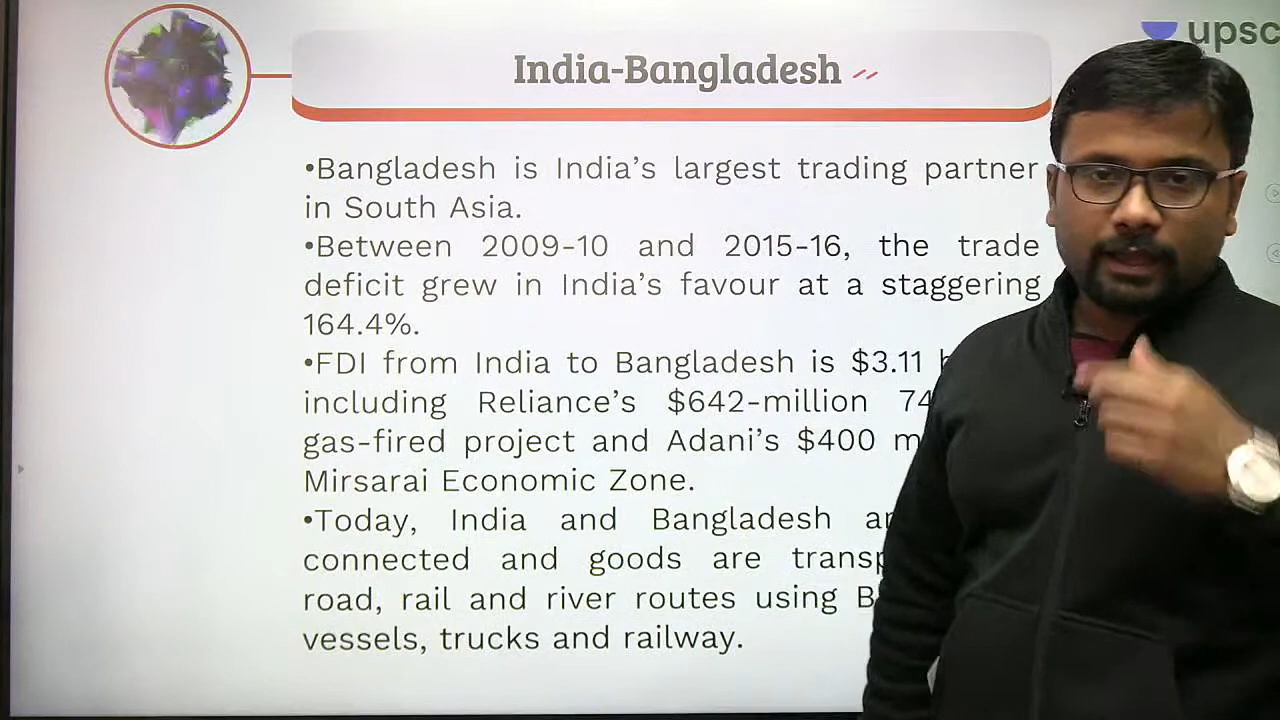 upsc
India-Bangladesh
•Bangladesh is India's largest trading partner
in South Asia.
•Between 2009-10 and 2015-16, the trade
deficit grew in India's favour at a staggering
164.4%.
•FDI from India to Bangladesh is $3.11
including Reliance's $642-million
gas-fired project and Adani's $400
Mirsarai Economic Zone.
•Today, India and Bangladesh
connected and goods are
road, rail and river routes using
vessels, trucks and railway.